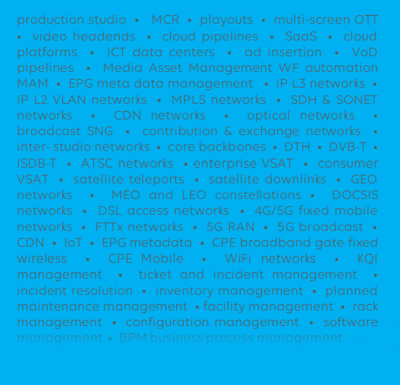 production studio • MCR • playouts • multi-screen OTT
• video headends • cloud pipelines • SaaS • cloud
platforms • ICT data centers • ad insertion • VoD
pipelines • Media Asset Management WF automation
MAM • EPG meta data management • IP L3 networks •
IP L2 VLAN networks • MPLS networks • SDH & SONET
networks • CDN networks • optical networks •
broadcast SNG • contribution & exchange networks •
inter- studio networks • core backbones • DTH • DVB-T •
ISDB-T • ATSC networks • enterprise VSAT • consumer
VSAT • satellite teleports • satellite downlinks • GEO
networks • MEO and LEO constellations • DOCSIS
networks • DSL access networks • 4G/5G fixed mobile
networks • FTTx networks • 5G RAN • 5G broadcast •
CDN • IoT • EPG metadata • CPE broadband gate fixed
wireless • CPE Mobile • WiFi networks • KQI
management • ticket and incident management •
incident resolution • inventory management • planned
maintenance management • facility management • rack
management • configuration management • software
management • BPM business process management ...